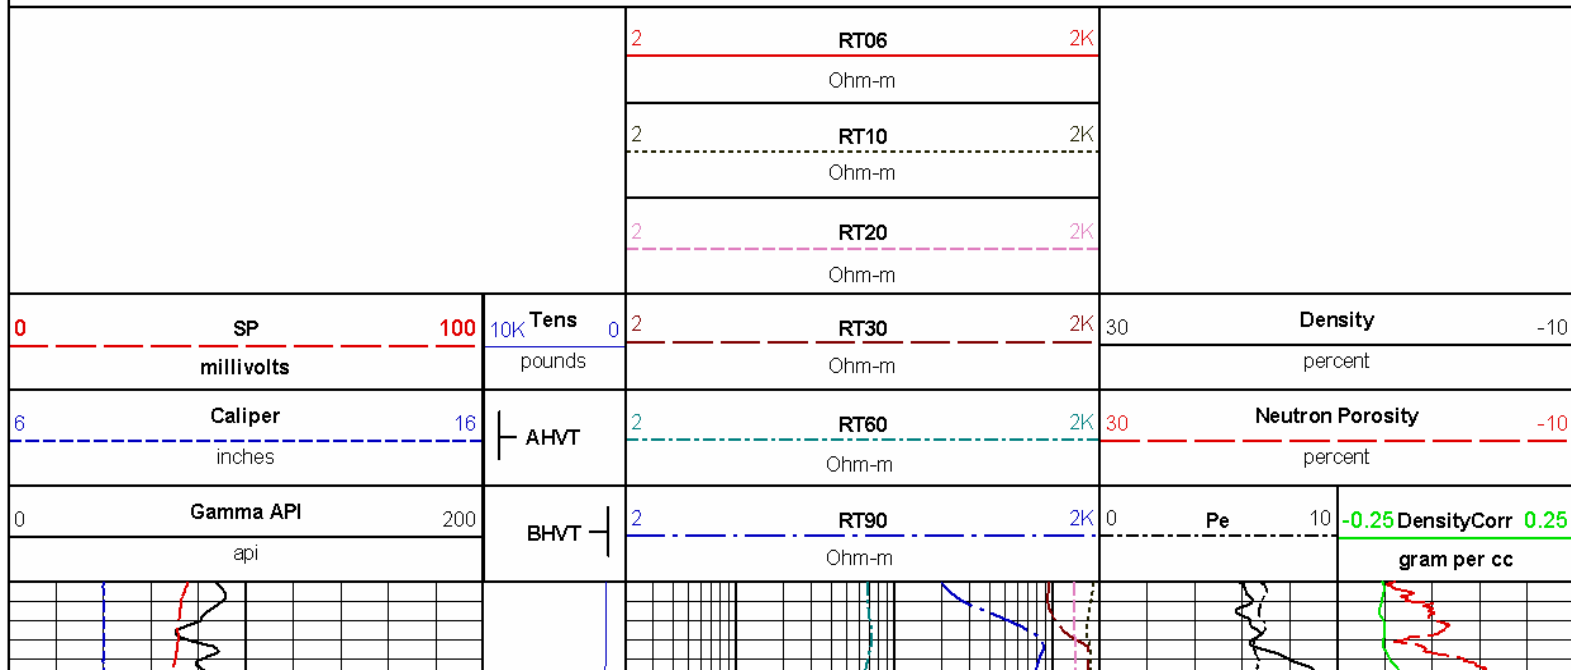 2 RT06 2K
Ohm-m
2 RT10 2K
Ohm-m
2 RT20 2K
Ohm-m
0 SP 100
millivolts
10K Tens 0
pounds
2 RT30 2K
Ohm-m
30 Density -10
percent
6 Caliper 16
inches
AHVT
2 RT60 2K
Ohm-m
30 Neutron Porosity -10
percent
0 Gamma API 200
api
BHVT
2 RT90 2K
Ohm-m
0 Pe 10
-0.25 DensityCorr 0.25
gram per cc